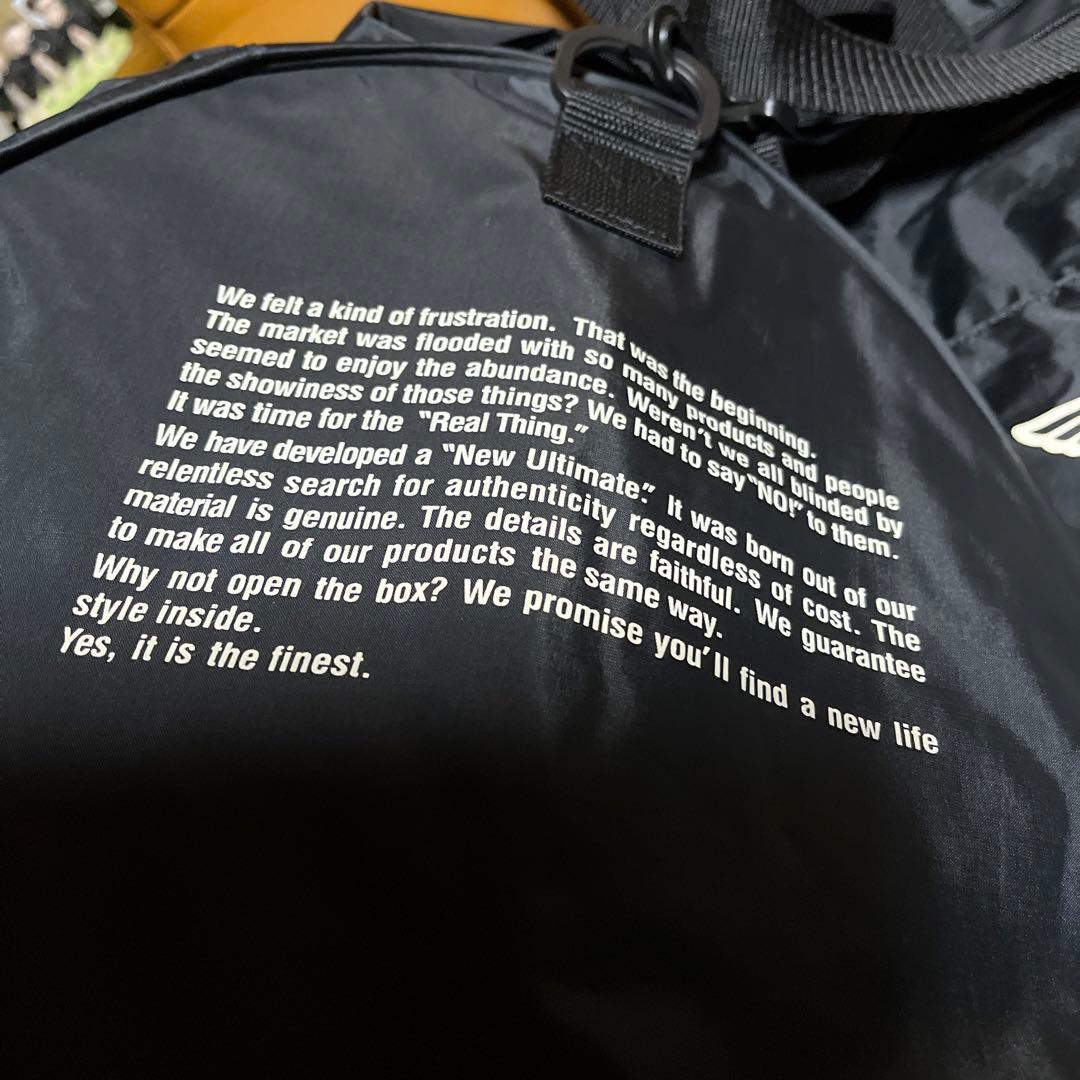 We felt a kind of frustration. That was the beginning.
The market was flooded with so many products and people
seemed to enjoy the abundance. Weren't we all blinded by
the showiness of those things? We had to say "NO!" to them.
It was time for the "Real Thing."
We have developed a "New Ultimate." It was born out of our
relentless search for authenticity regardless of cost. The
material is genuine. The details are faithful. We guarantee
to make all of our products the same way.
Why not open the box? We promise you'll find a new life
style inside.
Yes, it is the finest.